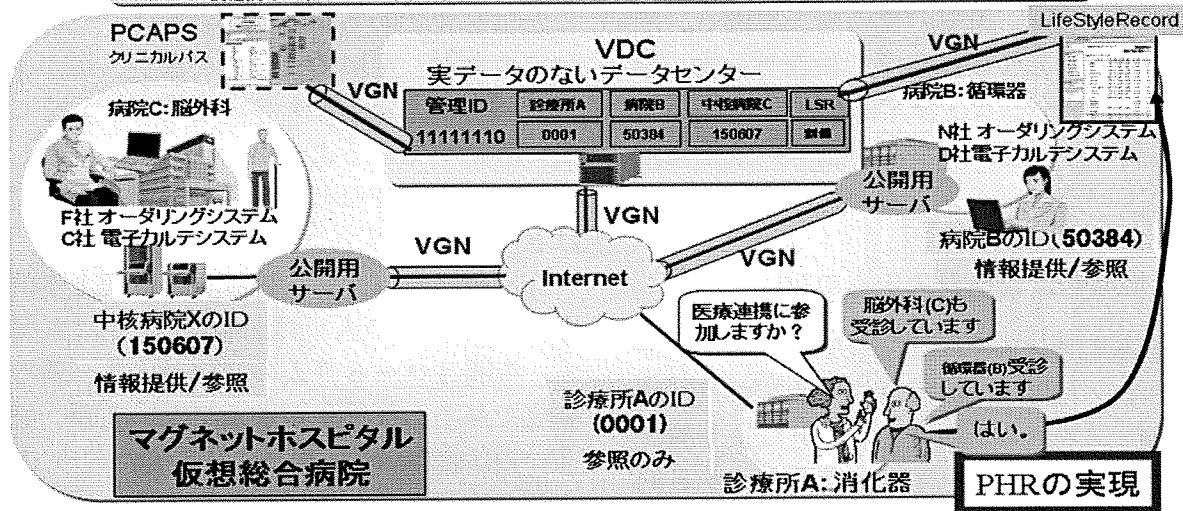 LifeStyleRecord
PCAPS
クリニカルパス
VGN
VDC
実データのないデータセンター
管理ID 診療所A 病院B 中核病院C LSR
11111110 0001 50384 150607
VGN
病院C:脳外科
F社 オーダリングシステム
C社 電子カルテシステム
公開用
サーバ
中核病院XのID
(150607)
情報提供/参照
VGN
VGN
Internet
VGN
病院B:循環器
N社 オーダリングシステム
D社電子カルテシステム
公開用
サーバ
病院BのID(50384)
情報提供/参照
医療連携に参
加しますか?
脳外科(C)も
受診しています
循環器(B)受診
しています
はい。
診療所AのID
(0001)
参照のみ
診療所A:消化器
マグネットホスピタル
仮想総合病院
PHRの実現